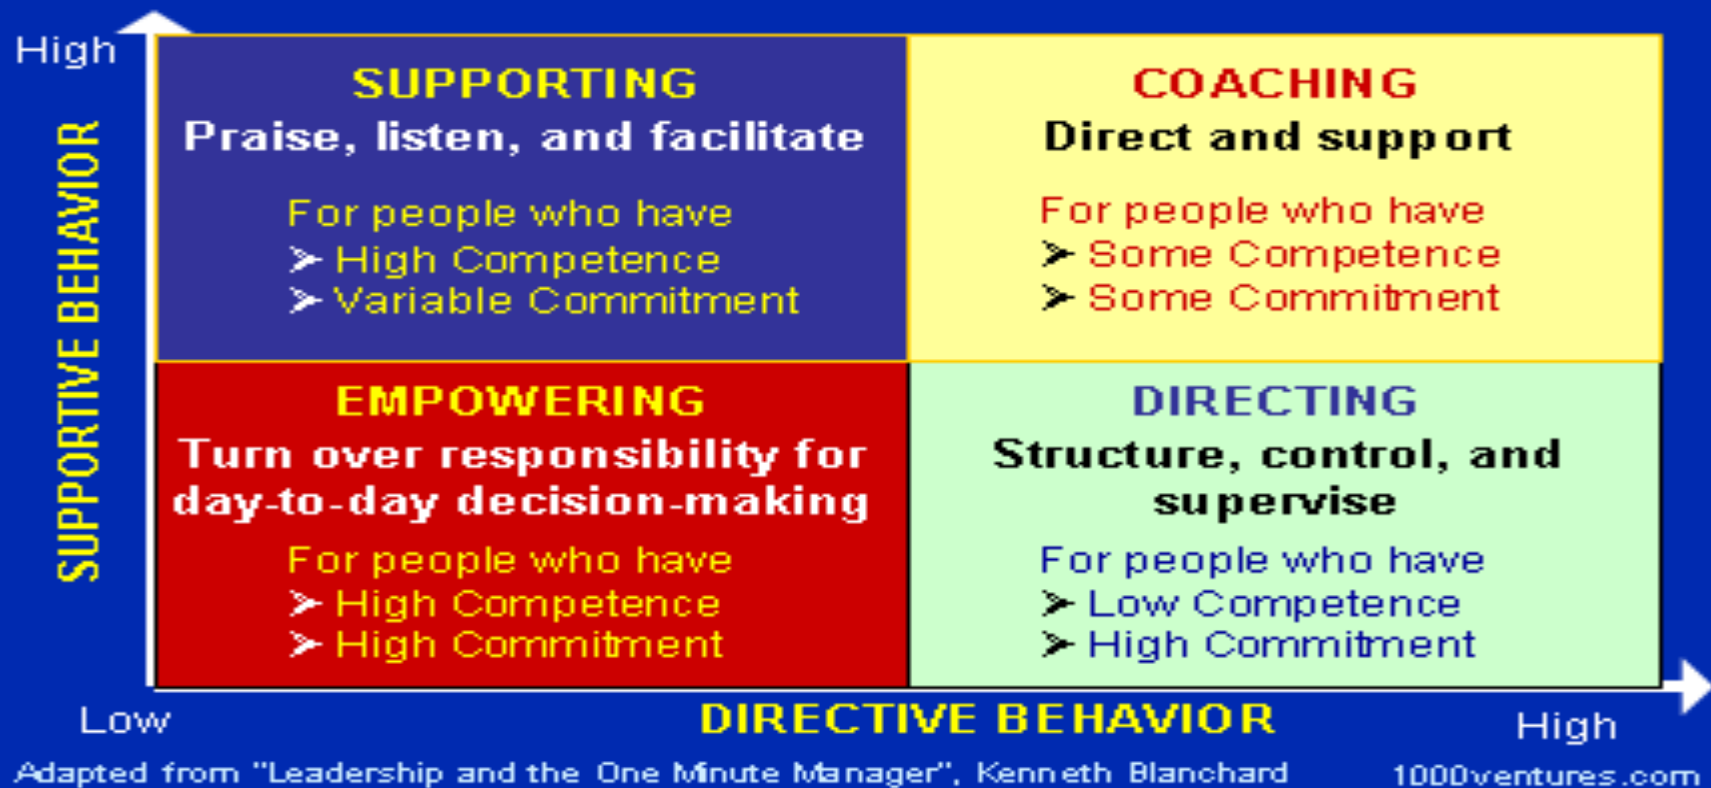 High
SUPPORTIVE BEHAVIOR
SUPPORTING
Praise, listen, and facilitate
For people who have
➢ High Competence
➢ Variable Commitment
COACHING
Direct and support
For people who have
➢ Some Competence
➢ Some Commitment
EMPOWERING
Turn over responsibility for
day-to-day decision-making
For people who have
➢ High Competence
➢ High Commitment
DIRECTING
Structure, control, and
supervise
For people who have
➢ Low Competence
➢ High Commitment
Low
DIRECTIVE BEHAVIOR
High
Adapted from "Leadership and the One Minute Manager", Kenneth Blanchard
1000ventures.com